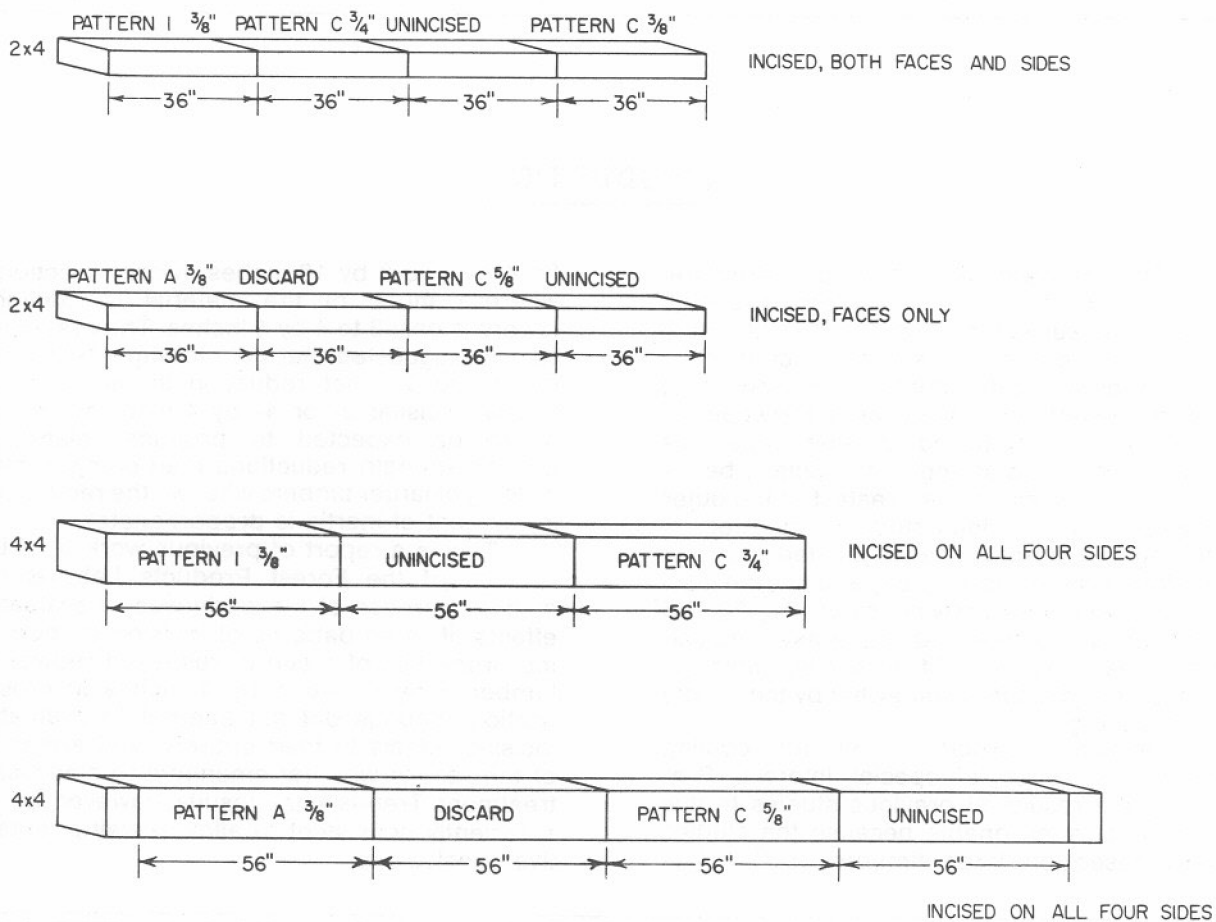 PATTERN I 3/8" PATTERN C 3/4" UNINCISED PATTERN C 3/8"
2x4
INCISED, BOTH FACES AND SIDES
36" 36" 36" 36"
PATTERN A 3/8" DISCARD PATTERN C 5/8" UNINCISED
2x4
INCISED, FACES ONLY
36" 36" 36" 36"
4x4
PATTERN I 3/8" UNINCISED PATTERN C 3/4"
INCISED ON ALL FOUR SIDES
56" 56" 56"
4x4
PATTERN A 3/8" DISCARD PATTERN C 5/8" UNINCISED
56" 56" 56" 56"
INCISED ON ALL FOUR SIDES